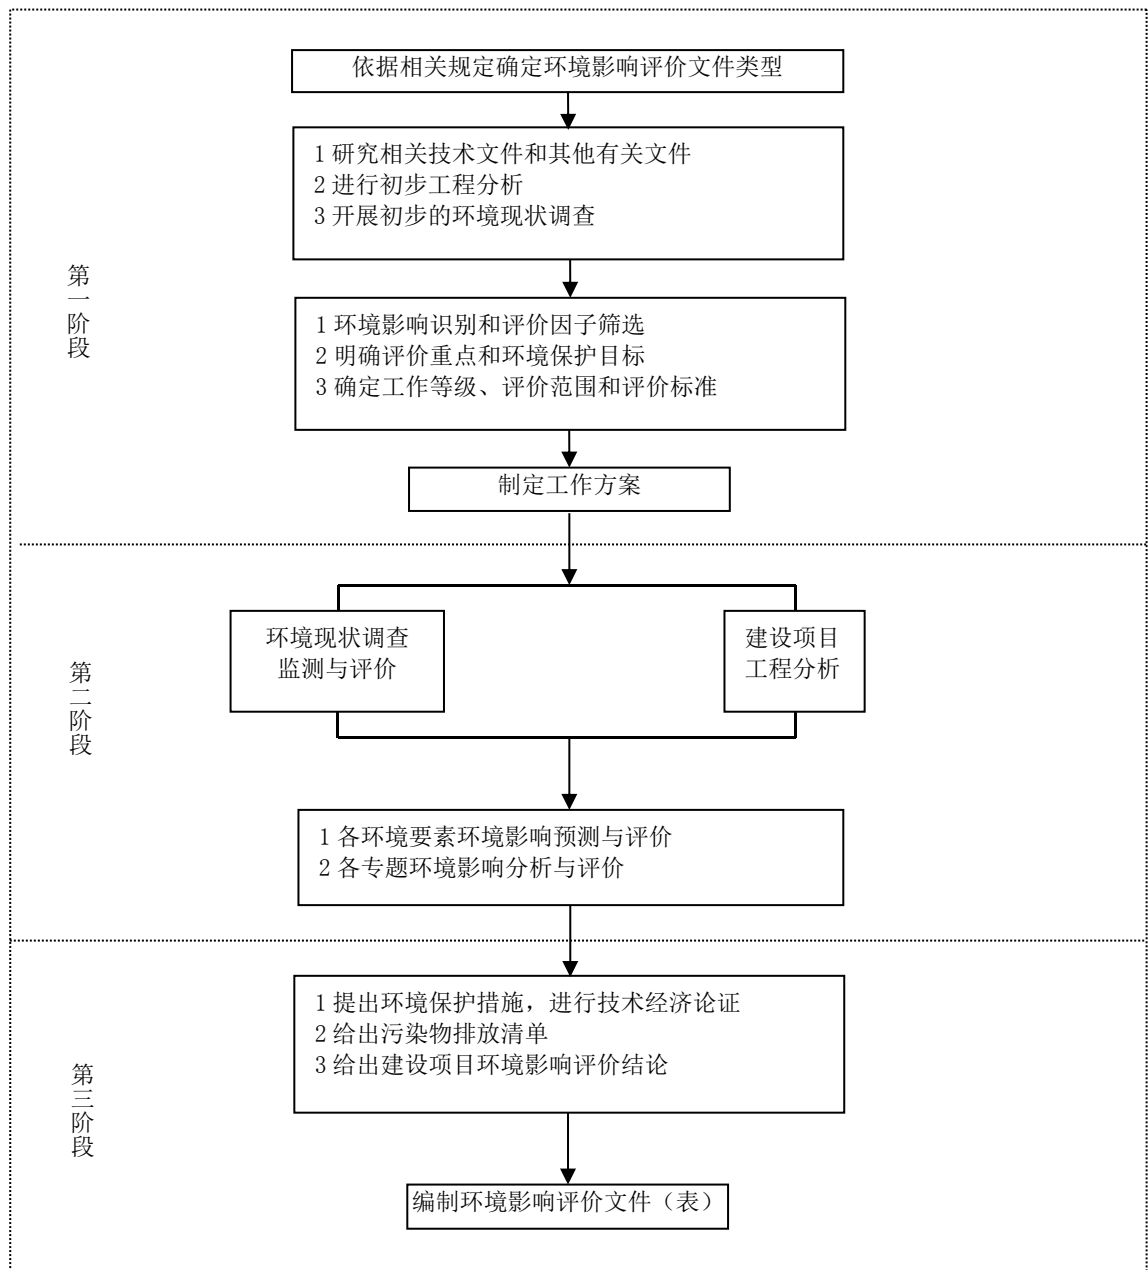 依据相关规定确定环境影响评价文件类型
1 研究相关技术文件和其他有关文件
2 进行初步工程分析
3 开展初步的环境现状调查
第一阶段
1 环境影响识别和评价因子筛选
2 明确评价重点和环境保护目标
3 确定工作等级、评价范围和评价标准
制定工作方案
第二阶段
环境现状调查
监测与评价
建设项目
工程分析
1 各环境要素环境影响预测与评价
2 各专题环境影响分析与评价
第三阶段
1 提出环境保护措施，进行技术经济论证
2 给出污染物排放清单
3 给出建设项目环境影响评价结论
编制环境影响评价文件（表）